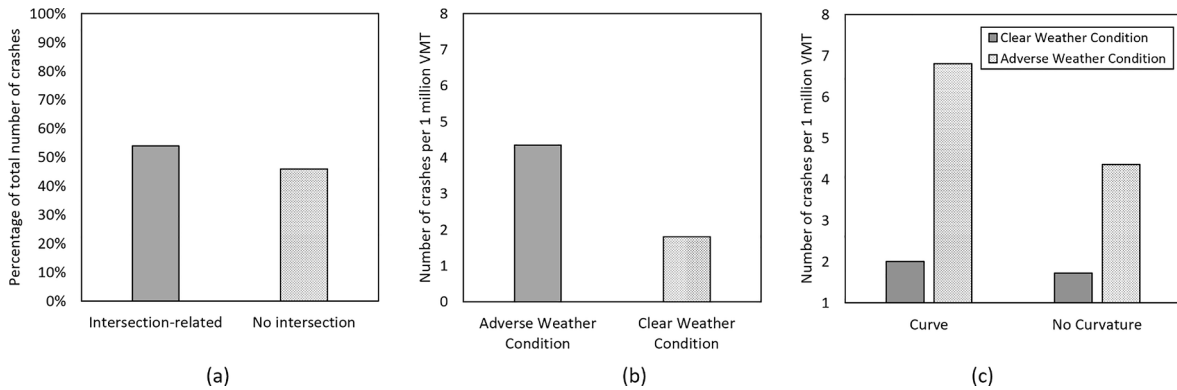 Percentage of total number of crashes
100%
90%
80%
70%
60%
50%
40%
30%
20%
10%
0%
Intersection-related
No intersection
(a)
Number of crashes per 1 million VMT
8
7
6
5
4
3
2
1
0
Adverse Weather
Condition
Clear Weather
Condition
(b)
Number of crashes per 1 million VMT
8
7
6
5
4
3
2
1
Clear Weather Condition
Adverse Weather Condition
Curve
No Curvature
(c)